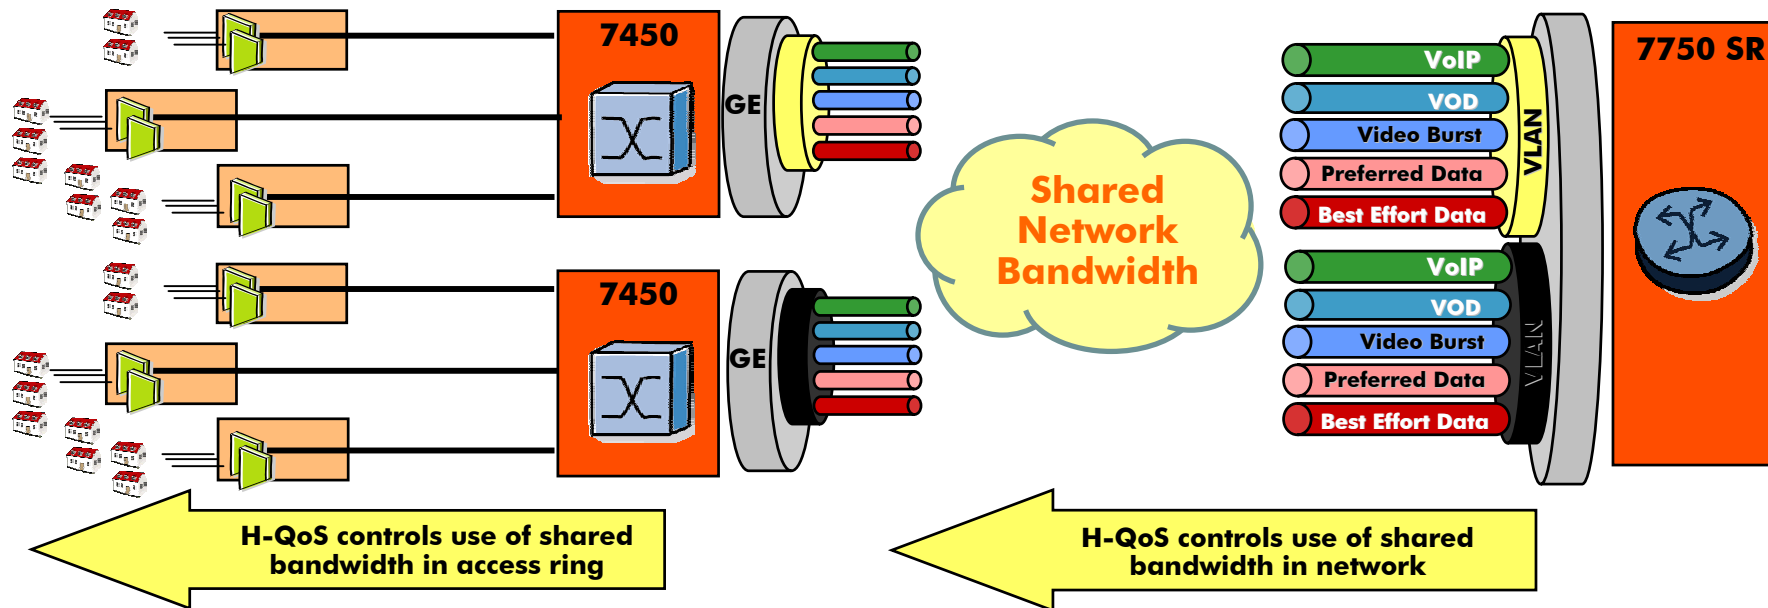 7450
GE
7450
GE
Shared
Network
Bandwidth
VoIP
VOD
Video Burst
Preferred Data
Best Effort Data
VLAN
VoIP
VOD
Video Burst
Preferred Data
Best Effort Data
VLAN
7750 SR
H-QoS controls use of shared
bandwidth in access ring
H-QoS controls use of shared
bandwidth in network